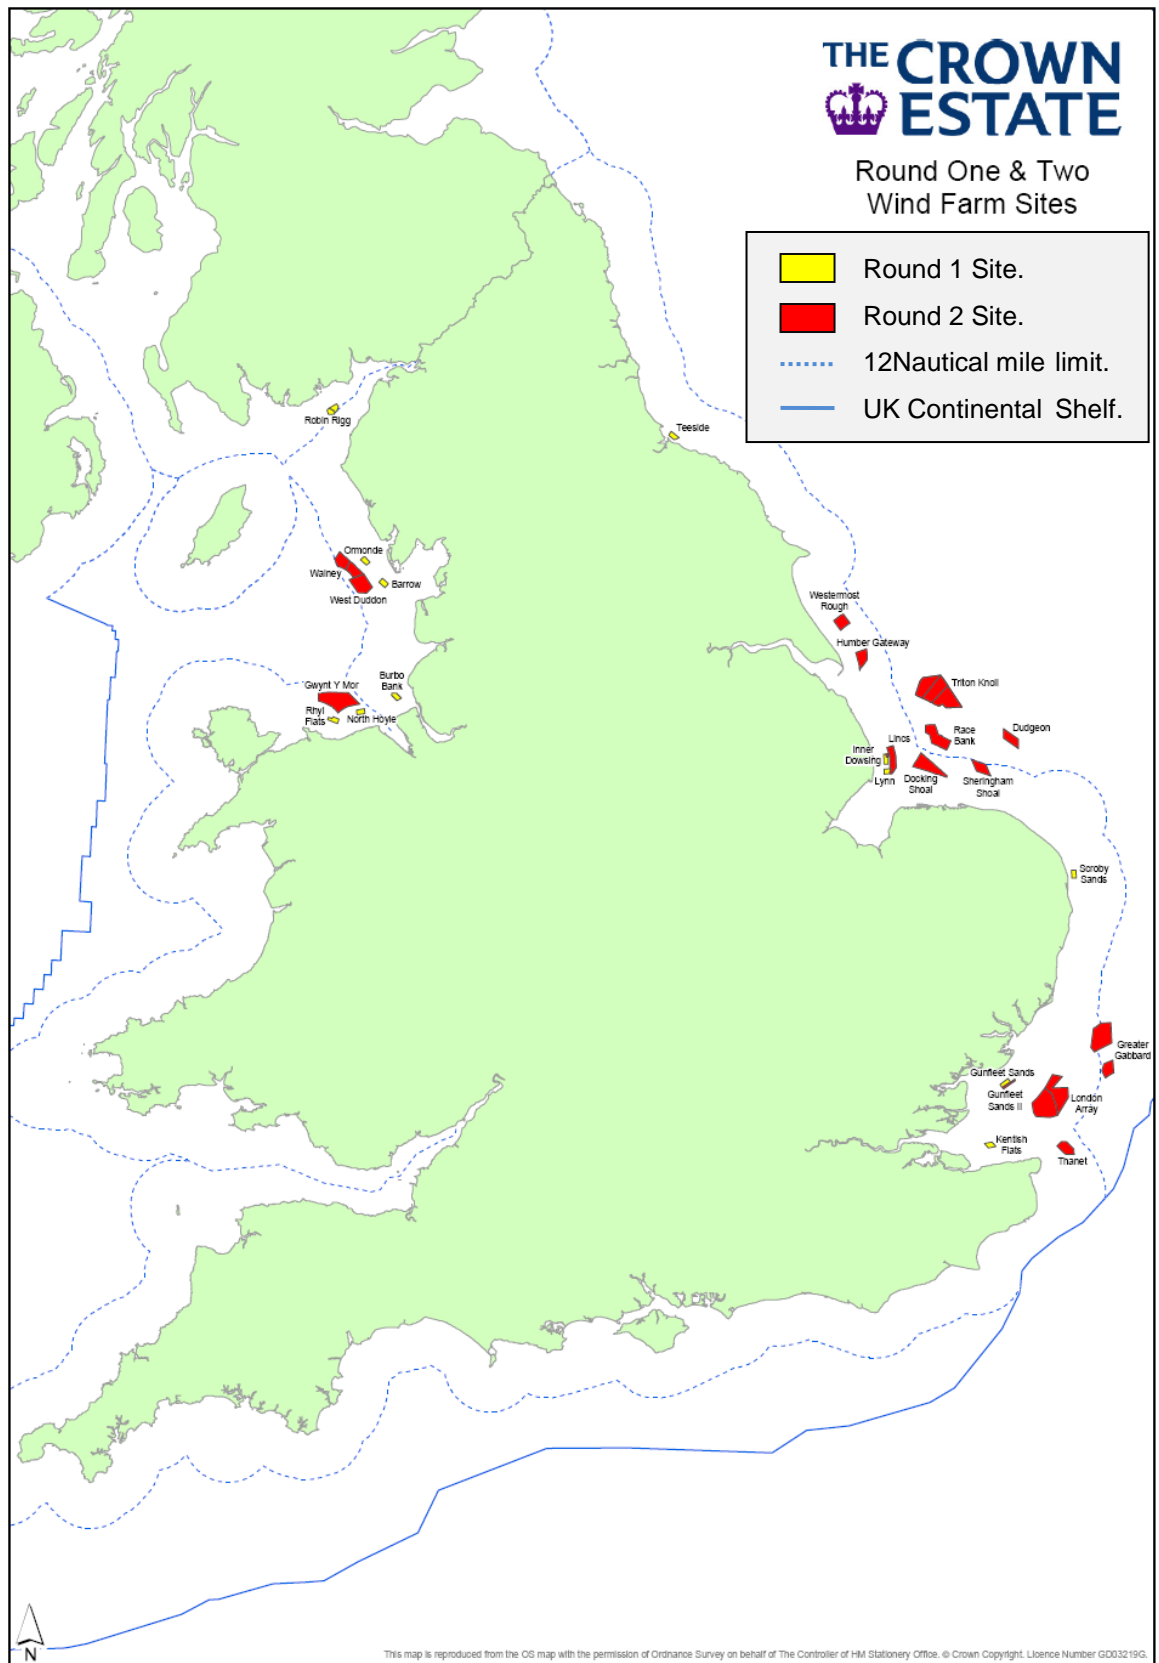 THE CROWN
ESTATE
Round One & Two
Wind Farm Sites
Round 1 Site.
Round 2 Site.
12Nautical mile limit.
UK Continental Shelf.
Robin Rigg
Teeside
Ormonde
Walney
Barrow
West Duddon
Westermost
Rough
Humber Gateway
Gwynt Y Mor
Burbo
Bank
Rhyl
Flats
North Hoyle
Triton Knoll
Race
Bank
Dudgeon
Lincs
Inner
Dowsing
Lynn
Docking
Shoal
Sheringham
Shoal
Scroby
Sands
Greater
Gabbard
Gunfleet Sands
Gunfleet
Sands II
London
Array
Kentish
Flats
Thanet
N
This map is reproduced from the OS map with the permission of Ordnance Survey on behalf of The Controller of HM Stationery Office. © Crown Copyright. Licence Number GD03219G.